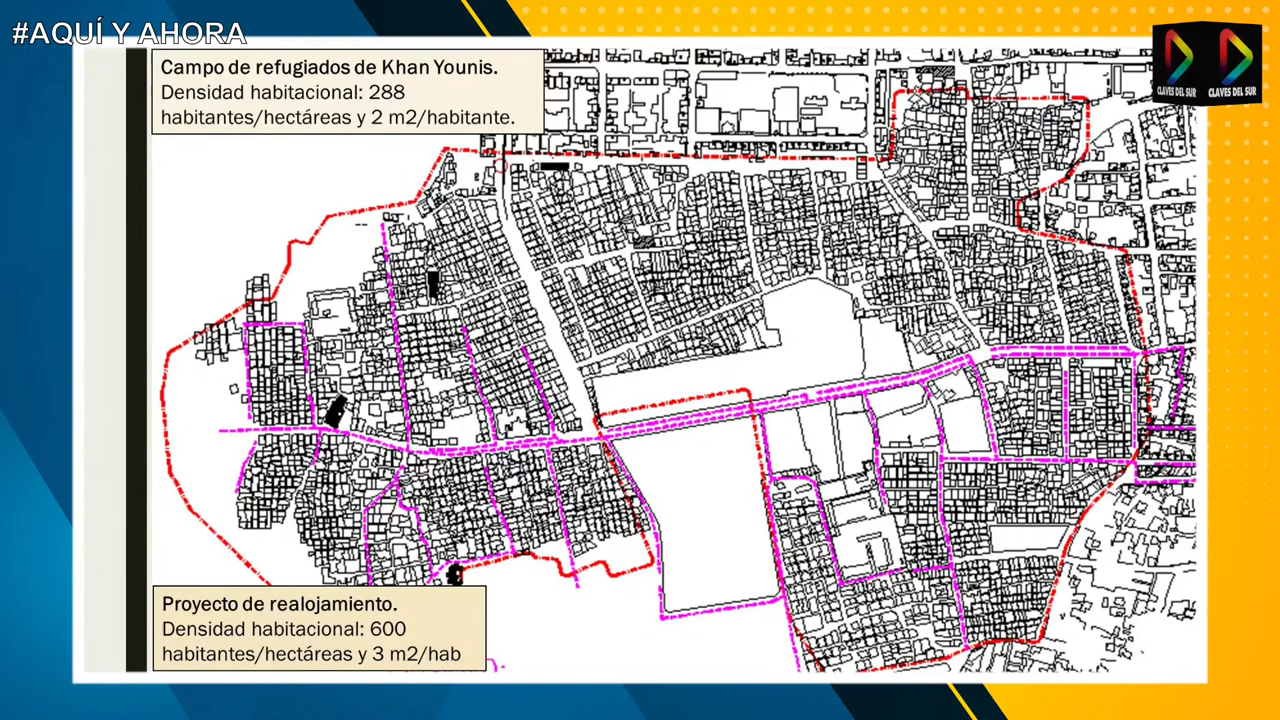 #AQUÍ Y AHORA
Campo de refugiados de Khan Younis.
Densidad habitacional: 288
habitantes/hectáreas y 2 m2/habitante.
CLAVES DEL SUR
CLAVES DEL SUR
Proyecto de realojamiento.
Densidad habitacional: 600
habitantes/hectáreas y 3 m2/hab